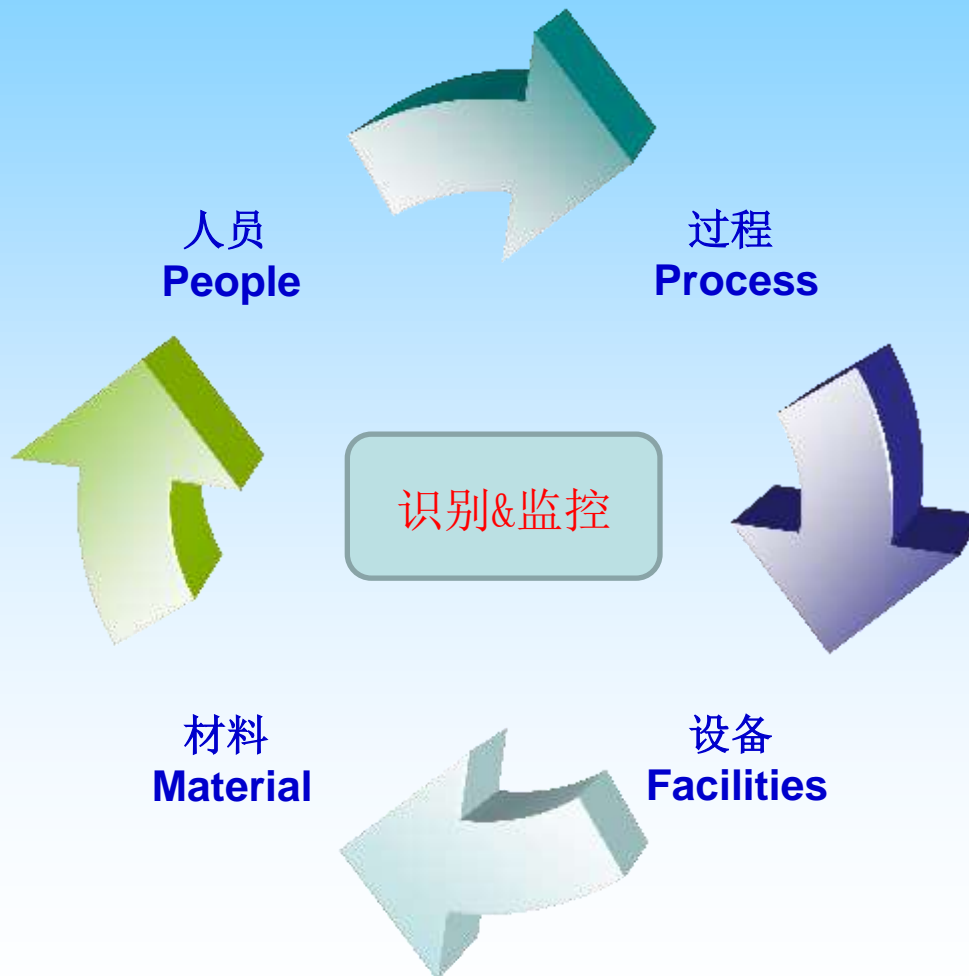 人员
People
过程
Process
识别&监控
材料
Material
设备
Facilities